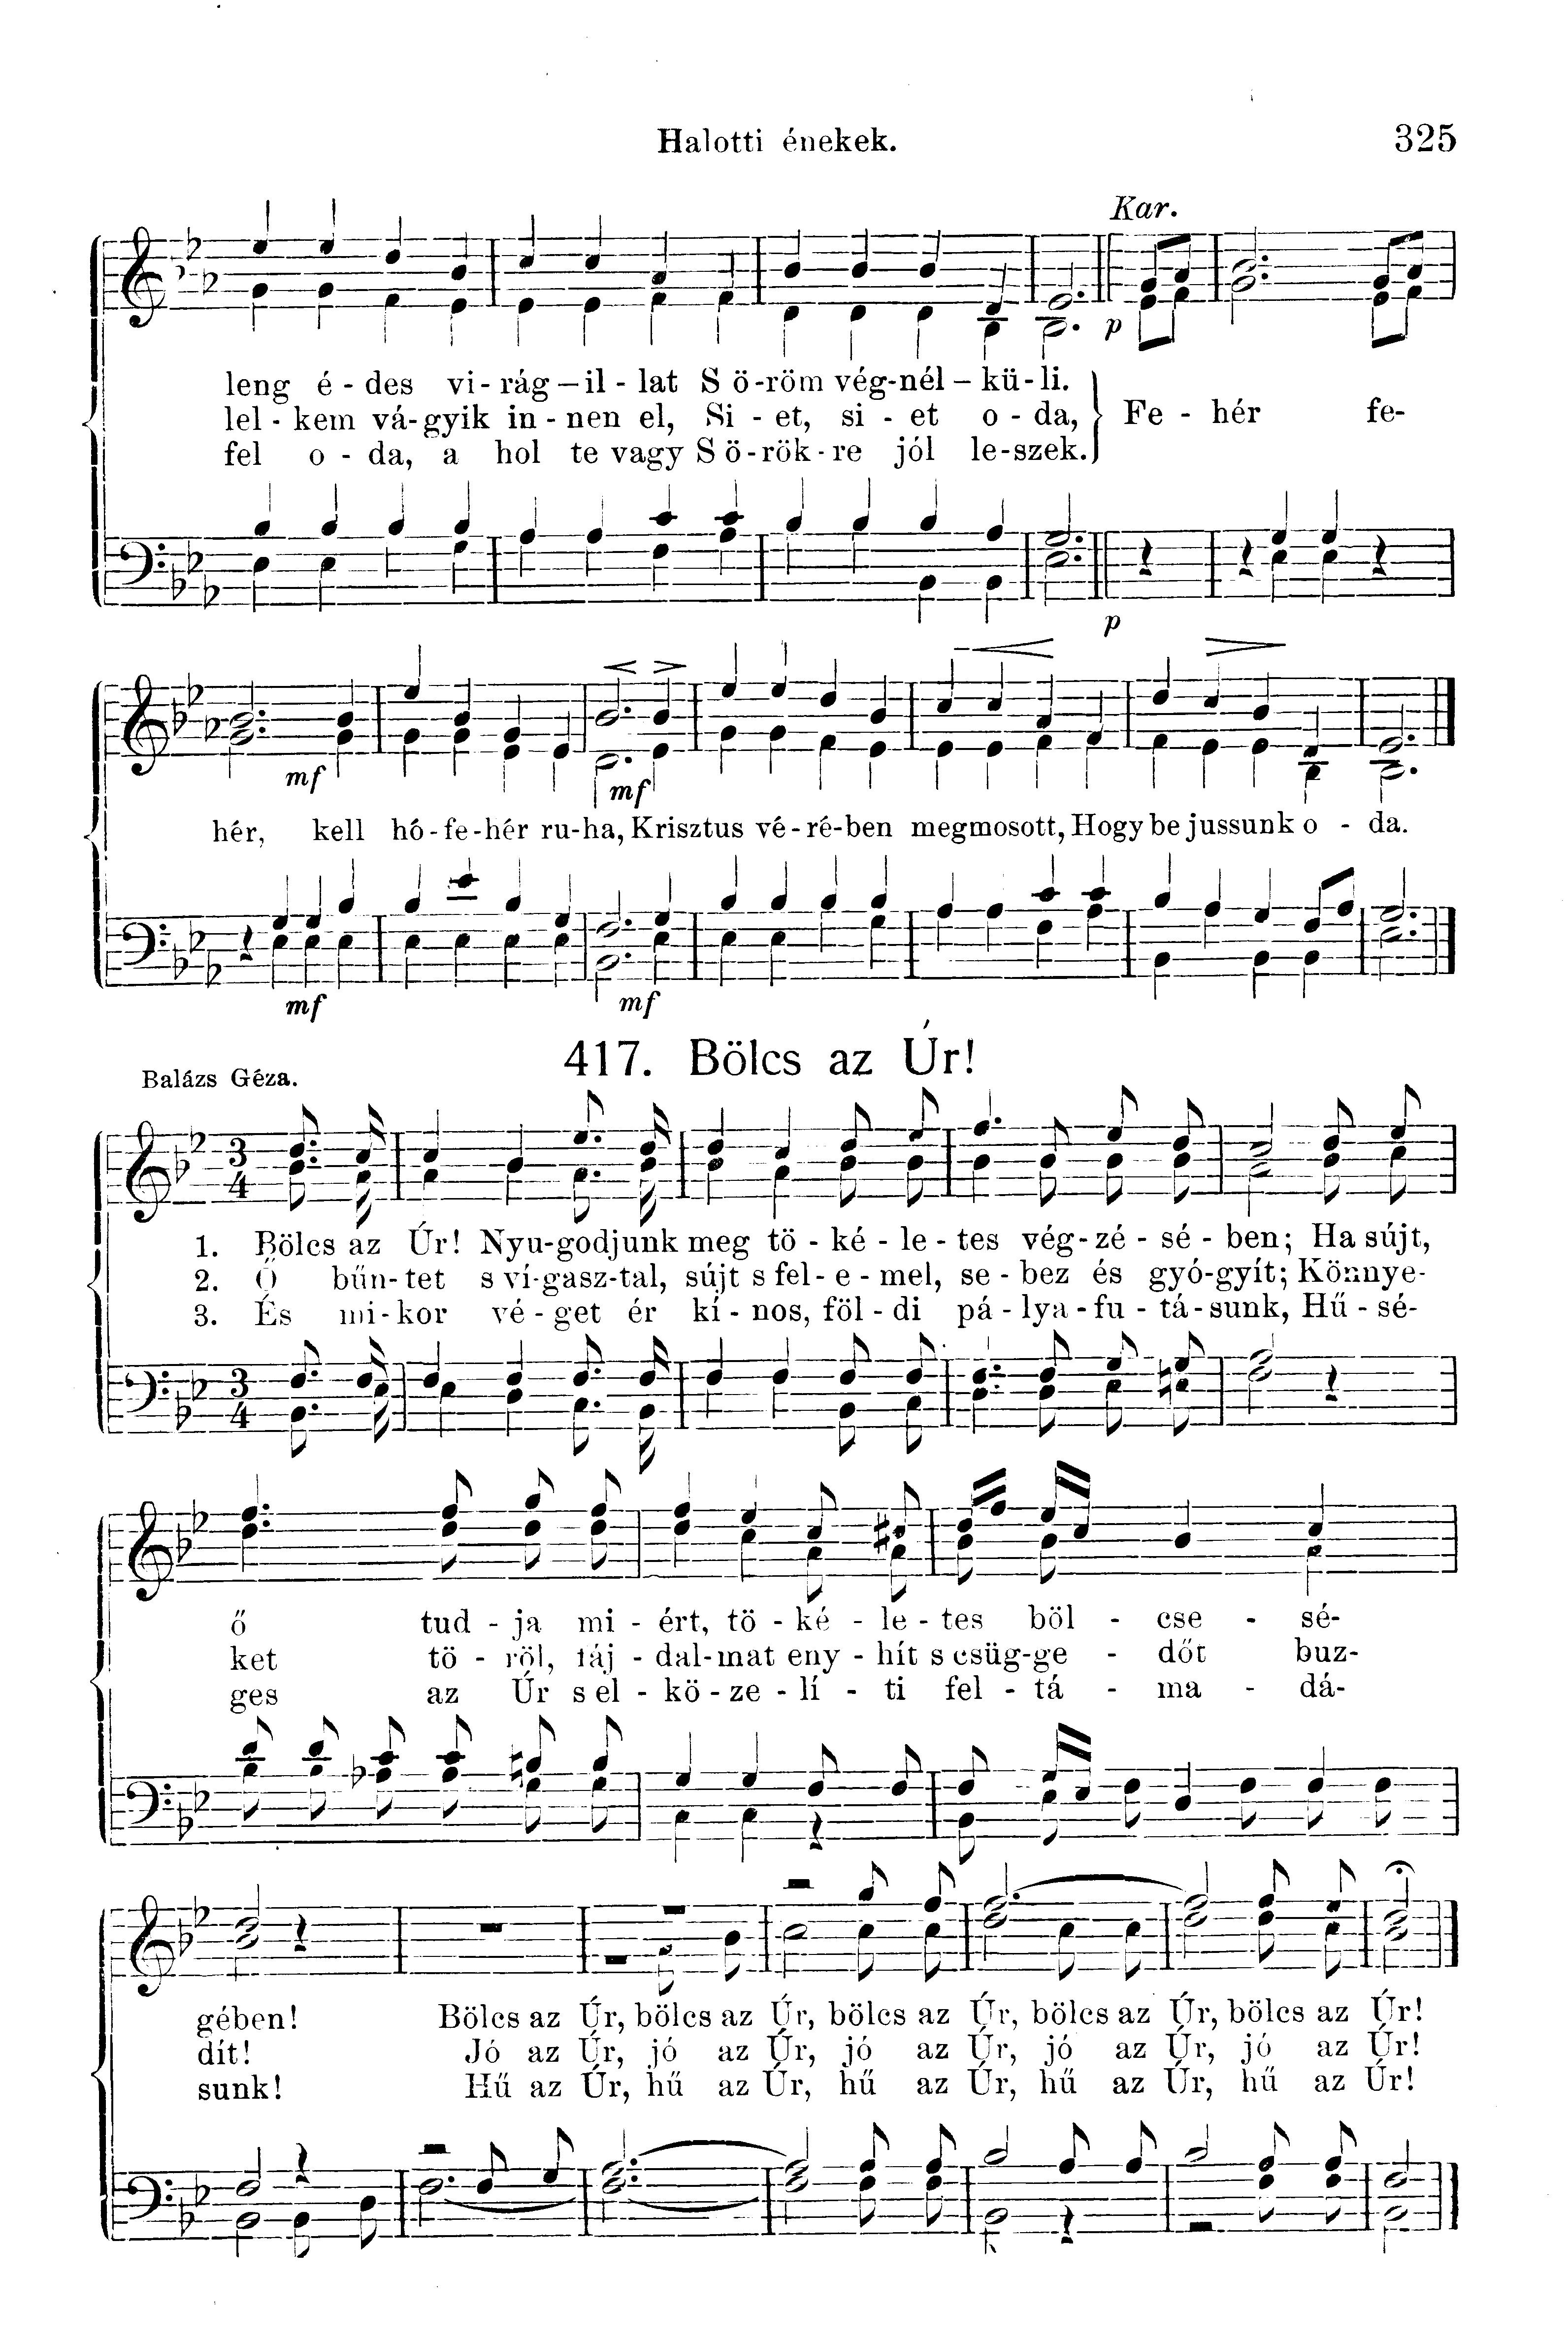 Halotti énekek. 325
Kar.
p
leng é - des vi - rág – il - lat S ö-röm vég-nél – kü - li.
lel - kem vá-gyik in - nen el, Si - et, si - et o - da, } Fe - hér fe-
fel o - da, a hol te vagy S ö-rök - re jól le-szek.
p
mf mf
hér, kell hó-fe-hér ru-ha, Krisztus vé-ré-ben megmosott, Hogy be jussunk o - da.
mf mf
417. Bölcs az Úr!
Balázs Géza.
3/4
1. Bölcs az Úr! Nyu-godjunk meg tö - ké - le - tes vég - zé - sé - ben; Ha sújt,
2. Ő bűn-tet s ví-gasz-tal, sújt s fel - e - mel, se - bez és gyó-gyít; Könnye-
3. És mi-kor vé - get ér kí - nos, föl - di pá - lya - fu - tá - sunk, Hű - sé-
3/4
ő tud - ja mi - ért, tö - ké - le - tes böl - cse - sé-
ket tö - röl, fáj - dal-mat eny - hít s csüg-ge - dőt buz-
ges az Úr s el - kö - ze - lí - ti fel - tá - ma - dá-
gében! Bölcs az Úr, bölcs az Úr, bölcs az Úr, bölcs az Úr, bölcs az Úr!
dít! Jó az Úr, jó az Úr, jó az Úr, jó az Úr, jó az Úr!
sunk! Hű az Úr, hű az Úr, hű az Úr, hű az Úr, hű az Úr!